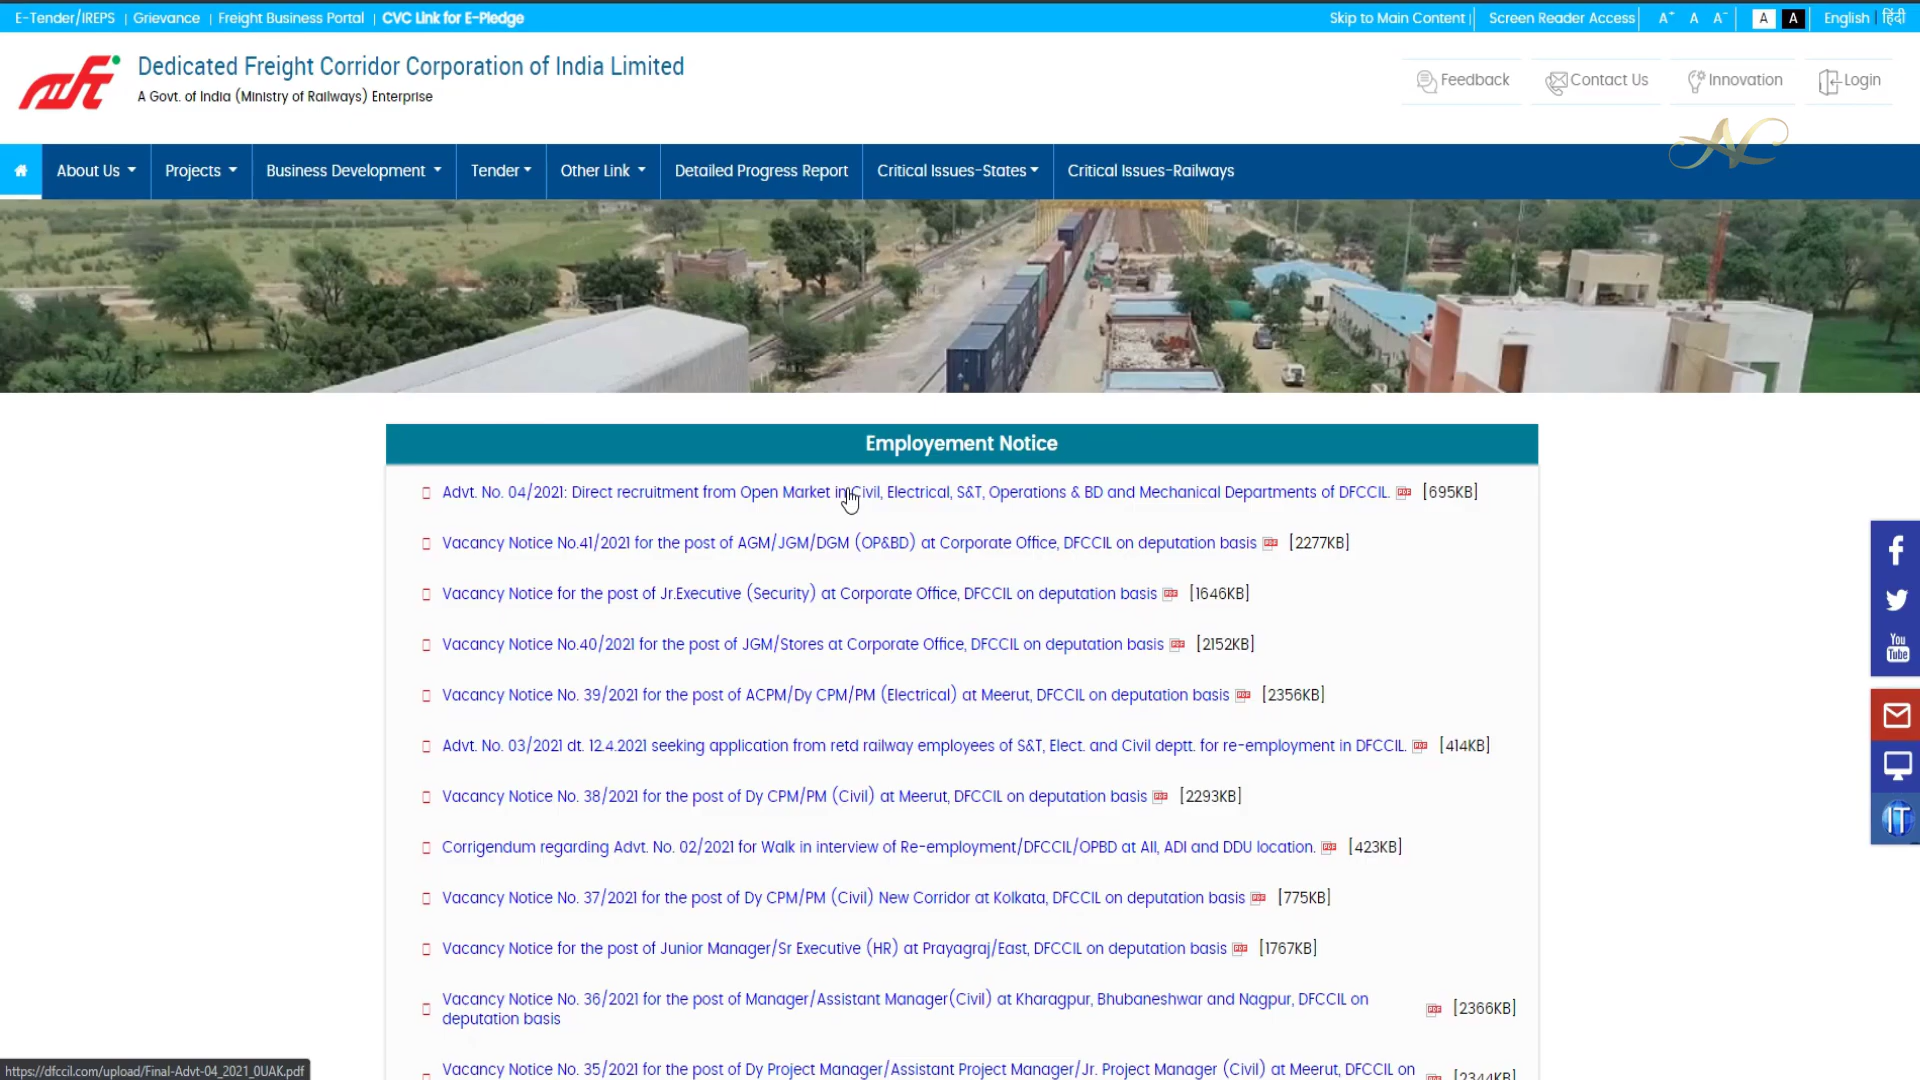 E-Tender/IREPS | Grievance | Freight Business Portal | CVC Link for E-Pledge
Skip to Main Content | Screen Reader Access A+ A A- A A English हिंदी
Dedicated Freight Corridor Corporation of India Limited
A Govt. of India (Ministry of Railways) Enterprise
Feedback Contact Us Innovation Login
AC
About Us Projects Business Development Tender Other Link Detailed Progress Report Critical Issues-States Critical Issues-Railways
Employement Notice
Advt. No. 04/2021: Direct recruitment from Open Market in Civil, Electrical, S&T, Operations & BD and Mechanical Departments of DFCCIL. [695KB]
Vacancy Notice No.41/2021 for the post of AGM/JGM/DGM (OP&BD) at Corporate Office, DFCCIL on deputation basis [2277KB]
Vacancy Notice for the post of Jr.Executive (Security) at Corporate Office, DFCCIL on deputation basis [1646KB]
Vacancy Notice No.40/2021 for the post of JGM/Stores at Corporate Office, DFCCIL on deputation basis [2152KB]
Vacancy Notice No. 39/2021 for the post of ACPM/Dy CPM/PM (Electrical) at Meerut, DFCCIL on deputation basis [2356KB]
Advt. No. 03/2021 dt. 12.4.2021 seeking application from retd railway employees of S&T, Elect. and Civil deptt. for re-employment in DFCCIL. [414KB]
Vacancy Notice No. 38/2021 for the post of Dy CPM/PM (Civil) at Meerut, DFCCIL on deputation basis [2293KB]
Corrigendum regarding Advt. No. 02/2021 for Walk in interview of Re-employment/DFCCIL/OPBD at AII, ADI and DDU location. [423KB]
Vacancy Notice No. 37/2021 for the post of Dy CPM/PM (Civil) New Corridor at Kolkata, DFCCIL on deputation basis [775KB]
Vacancy Notice for the post of Junior Manager/Sr Executive (HR) at Prayagraj/East, DFCCIL on deputation basis [1767KB]
Vacancy Notice No. 36/2021 for the post of Manager/Assistant Manager(Civil) at Kharagpur, Bhubaneshwar and Nagpur, DFCCIL on
deputation basis [2366KB]
Vacancy Notice No. 35/2021 for the post of Dy Project Manager/Assistant Project Manager/Jr. Project Manager (Civil) at Meerut, DFCCIL on
[2344KB]
You
Tube
IT
https://dfccil.com/upload/Final-Advt-04_2021_0UAK.pdf